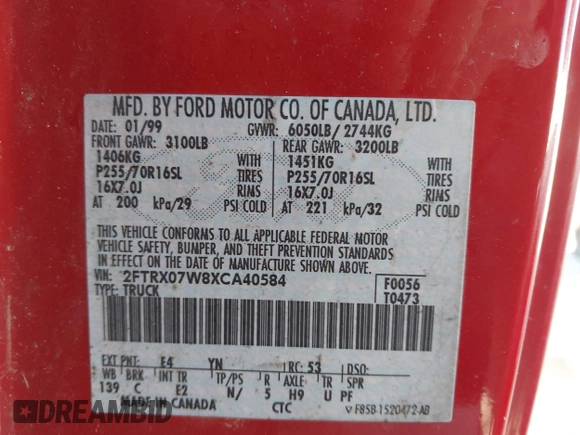 MFD. BY FORD MOTOR CO. OF CANADA, LTD.
DATE: 01/99 GVWR: 6050LB/ 2744KG
FRONT GAWR: 3100LB REAR GAWR: 3200LB
1406KG WITH 1451KG WITH
P255/70R16SL TIRES P255/70R16SL TIRES
16X7.0J RIMS 16X7.0J RIMS
AT 200 kPa/29 PSI COLD AT 221 kPa/32 PSI COLD
THIS VEHICLE CONFORMS TO ALL APPLICABLE FEDERAL MOTOR
VEHICLE SAFETY, BUMPER, AND THEFT PREVENTION STANDARDS
IN EFFECT ON THE DATE OF MANUFACTURE SHOWN ABOVE.
VIN: 2FTRX07W8XCA40584 F0056
TYPE: TRUCK T0473
EXT PNT: E4 YN RC: 53 DSO:
WB BRK INT TR TP/PS R AXLE TR SPR
139 C E2 N/ 5 H9 U PF
MADE IN CANADA CTC F85B-1520472-AB
DREAMBID